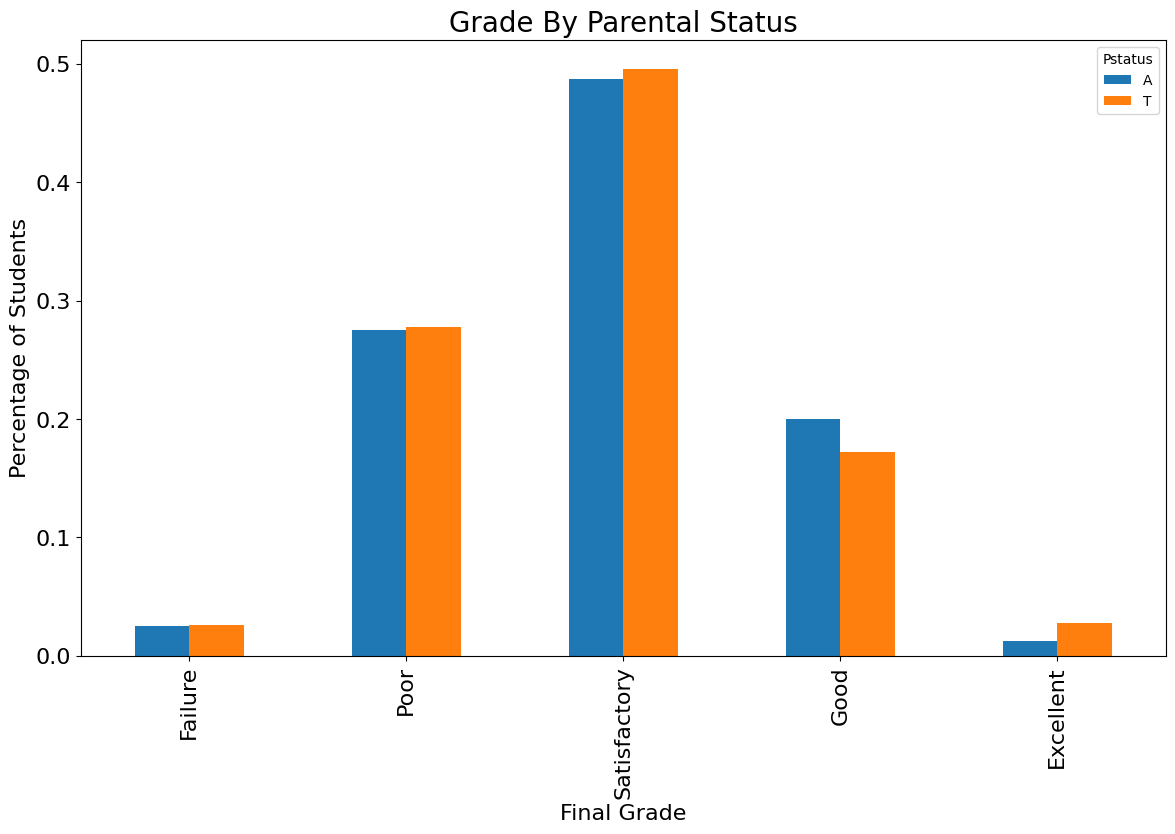 Grade By Parental Status
Pstatus
A
T
Percentage of Students
0.5
0.4
0.3
0.2
0.1
0.0
Failure
Poor
Satisfactory
Good
Excellent
Final Grade